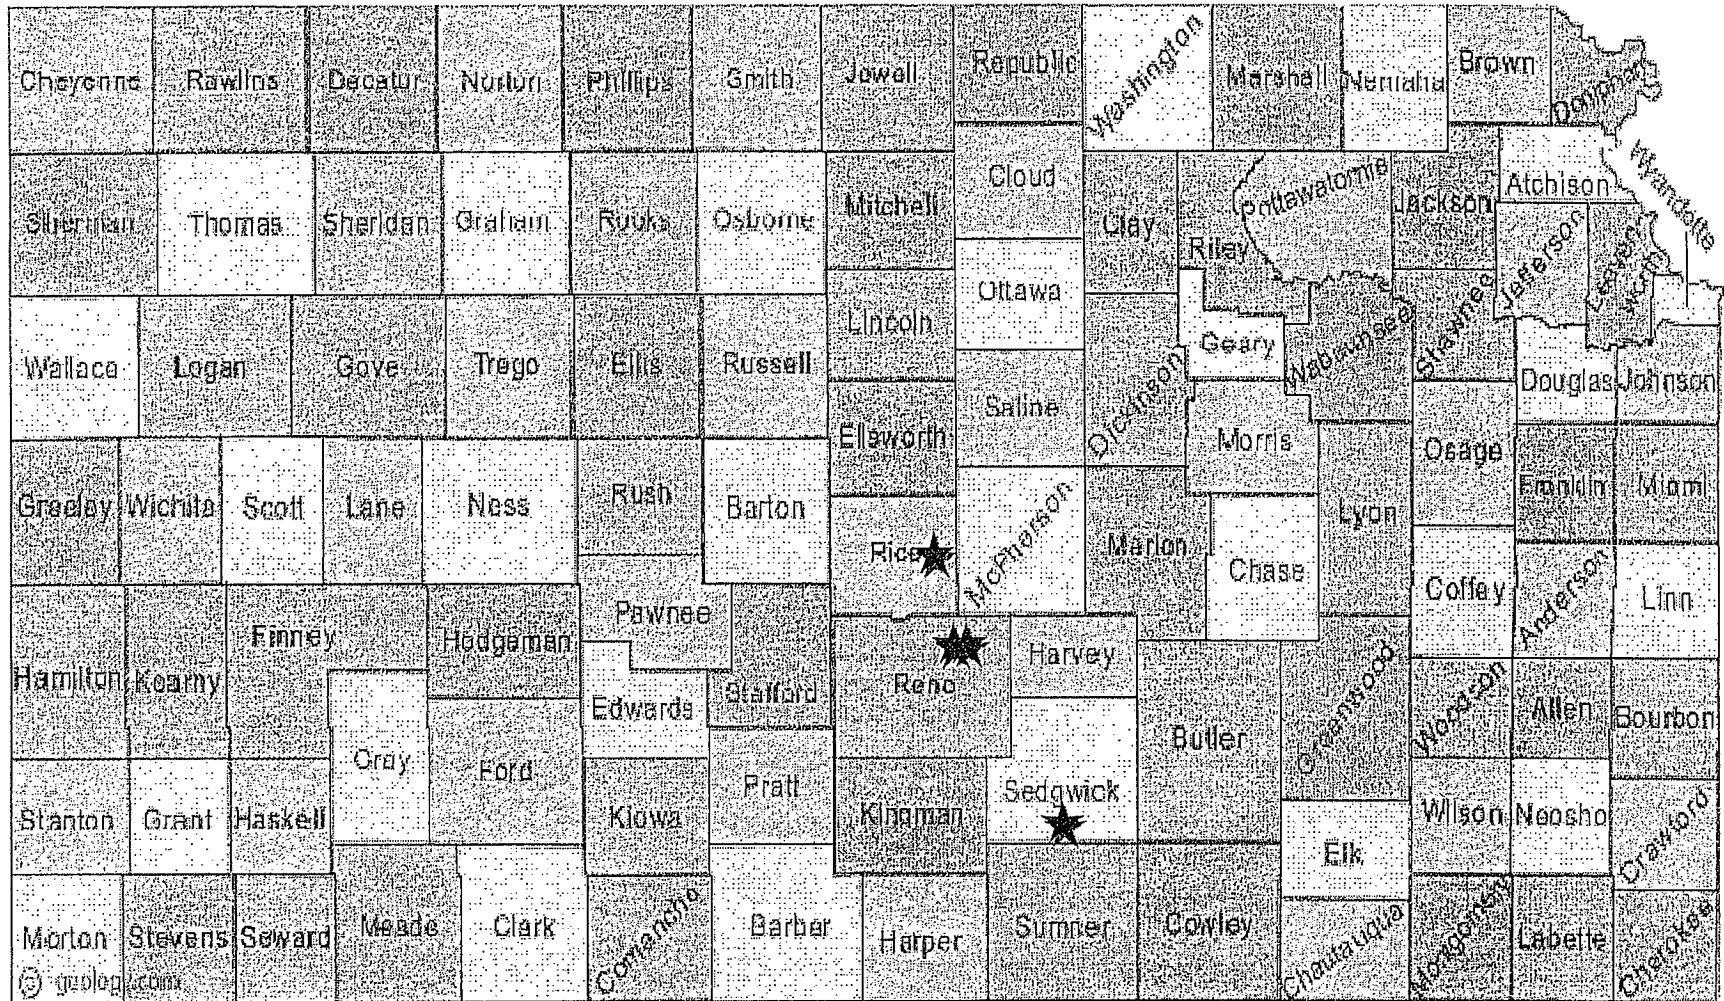 Cheyenne Rawlins Decatur Norton Phillips Smith Jewell Republic Washington Marshall Nemaha Brown Doniphan
Sherman Thomas Sheridan Graham Rooks Osborne Mitchell Cloud Clay Riley Pottawatomie Jackson Atchison Wyandotte
Ottawa Jefferson Leavenworth
Wallace Logan Gove Trego Ellis Russell Lincoln Saline Dickinson Geary Wabaunsee Shawnee Douglas Johnson
Ellsworth Morris Osage
Greeley Wichita Scott Lane Ness Rush Barton Rice McPherson Marion Chase Lyon Franklin Miami
Coffey Anderson Linn
Hamilton Kearny Finney Hodgeman Pawnee Stafford Reno Harvey
Edwards Butler Greenwood Woodson Allen Bourbon
Gray Ford Pratt
Stanton Grant Haskell Kiowa Kingman Sedgwick Wilson Neosho Crawford
Elk
Morton Stevens Seward Meade Clark Comanche Barber Harper Sumner Cowley Chautauqua Montgomery Labette Cherokee
© geology.com